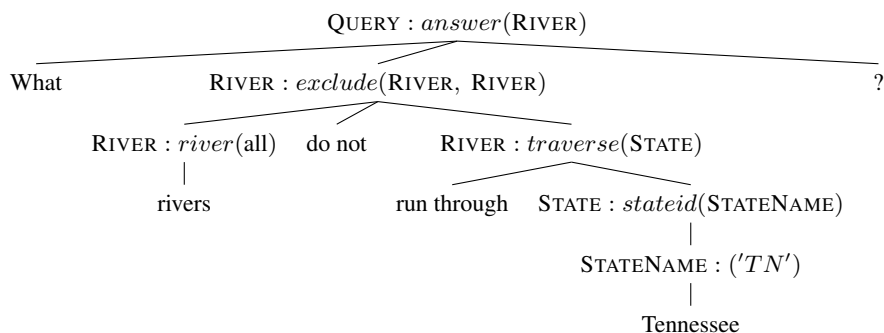 QUERY : answer(RIVER)
What RIVER : exclude(RIVER, RIVER) ?
RIVER : river(all) do not RIVER : traverse(STATE)
rivers run through STATE : stateid(STATENAME)
STATENAME : ('TN')
Tennessee